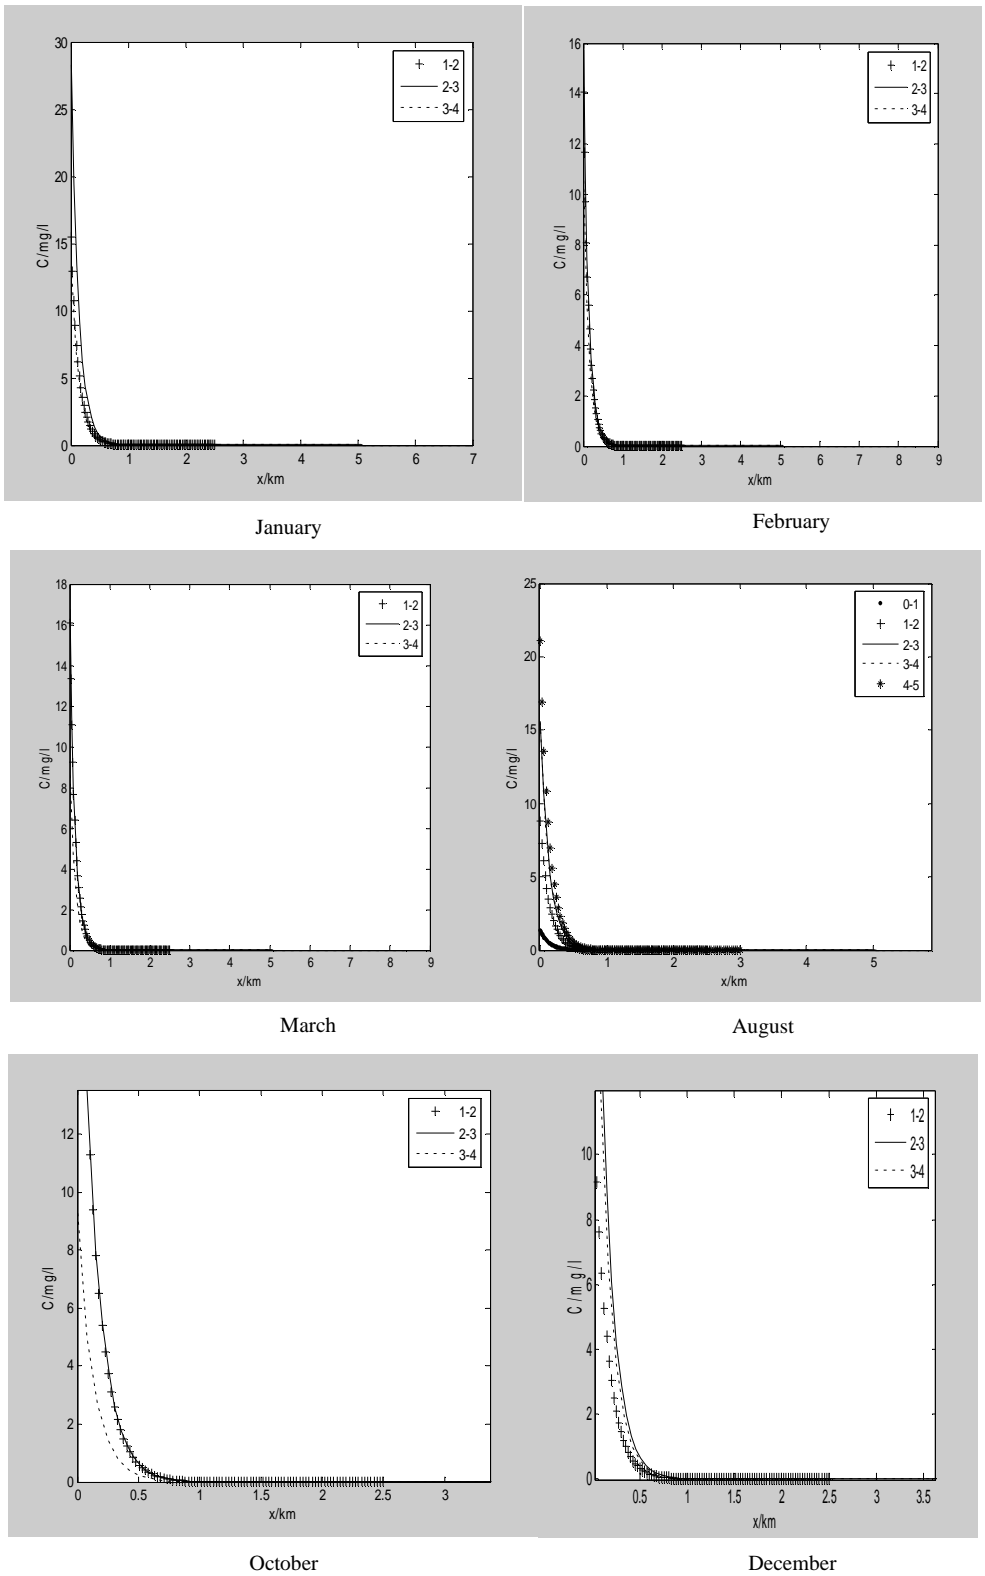 30
25
20
15
10
5
0
0 1 2 3 4 5 6 7
C/mg/l
x/km
1-2
2-3
3-4
January
16
14
12
10
8
6
4
2
0
0 1 2 3 4 5 6 7 8 9
C/mg/l
x/km
1-2
2-3
3-4
February
18
16
14
12
10
8
6
4
2
0
0 1 2 3 4 5 6 7 8 9
C/mg/l
x/km
1-2
2-3
3-4
March
25
20
15
10
5
0
0 1 2 3 4 5
C/mg/l
x/km
0-1
1-2
2-3
3-4
4-5
August
12
10
8
6
4
2
0
0 0.5 1 1.5 2 2.5 3
C/mg/l
x/km
1-2
2-3
3-4
October
10
8
6
4
2
0
0.5 1 1.5 2 2.5 3 3.5
C/mg/l
x/km
1-2
2-3
3-4
December